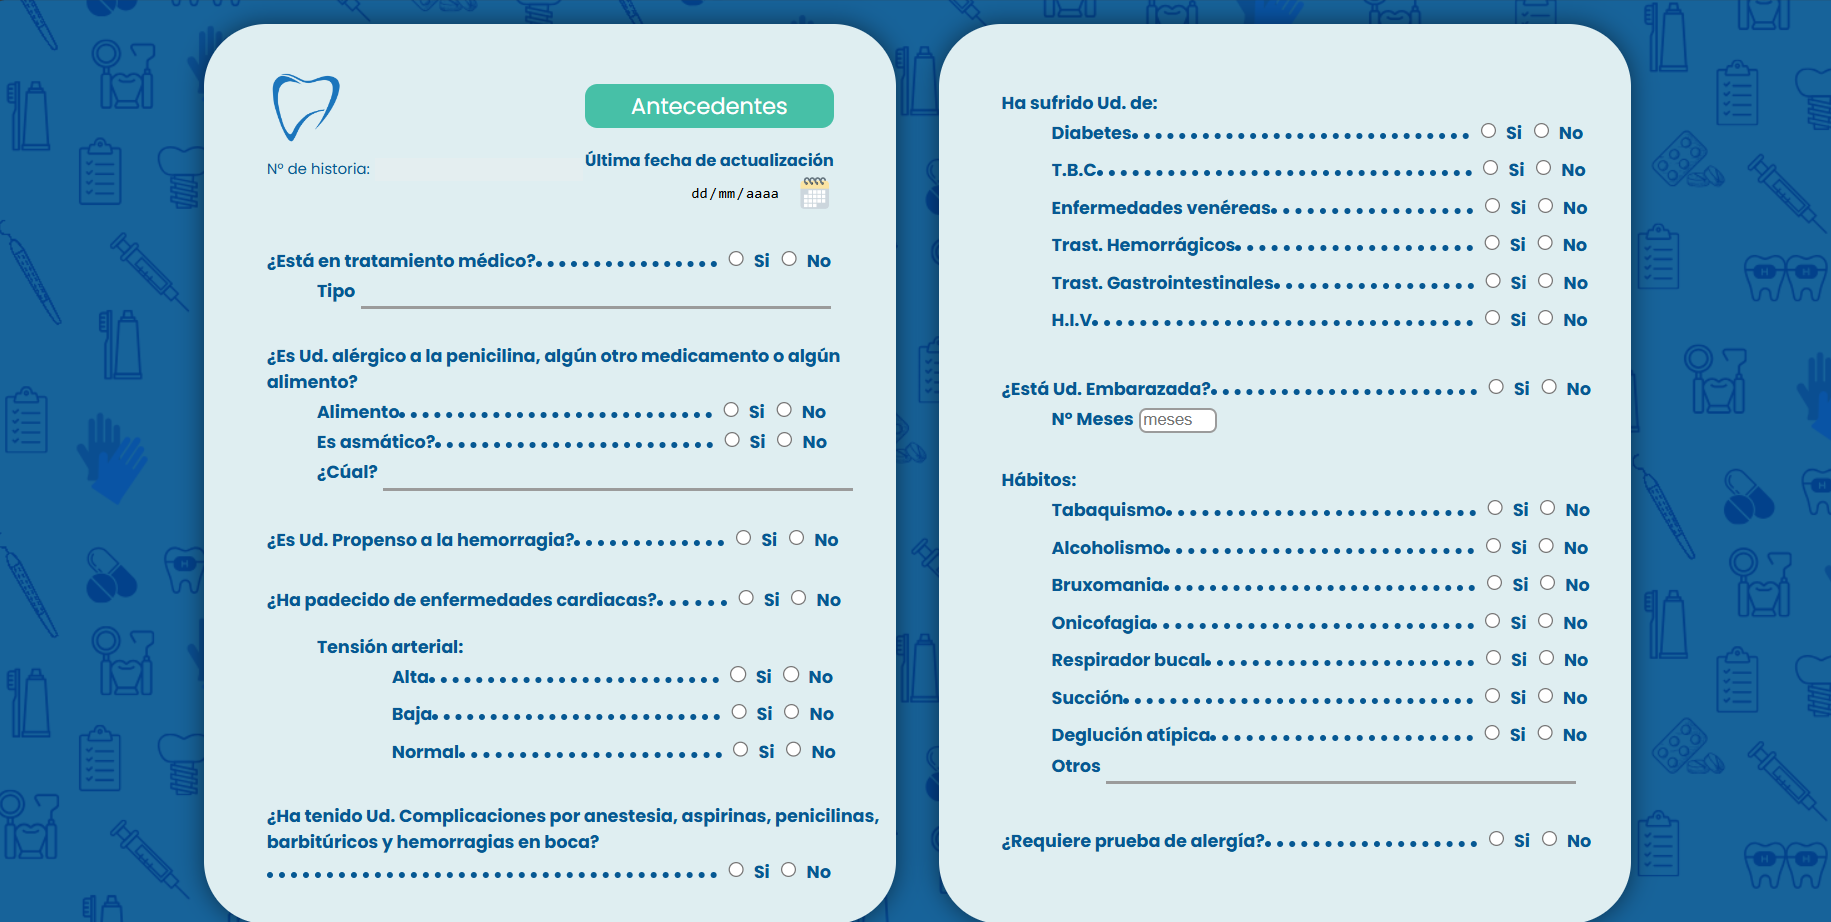 Antecedentes
Nº de historia:
Última fecha de actualización
dd/mm/aaaa
¿Está en tratamiento médico? Si No
Tipo
¿Es Ud. alérgico a la penicilina, algún otro medicamento o algún
alimento?
Alimento Si No
Es asmático? Si No
¿Cúal?
¿Es Ud. Propenso a la hemorragia? Si No
¿Ha padecido de enfermedades cardiacas? Si No
Tensión arterial:
Alta Si No
Baja Si No
Normal Si No
¿Ha tenido Ud. Complicaciones por anestesia, aspirinas, penicilinas,
barbitúricos y hemorragias en boca?
Si No
Ha sufrido Ud. de:
Diabetes Si No
T.B.C Si No
Enfermedades venéreas Si No
Trast. Hemorrágicos Si No
Trast. Gastrointestinales Si No
H.I.V Si No
¿Está Ud. Embarazada? Si No
Nº Meses meses
Hábitos:
Tabaquismo Si No
Alcoholismo Si No
Bruxomania Si No
Onicofagia Si No
Respirador bucal Si No
Succión Si No
Deglución atípica Si No
Otros
¿Requiere prueba de alergía? Si No